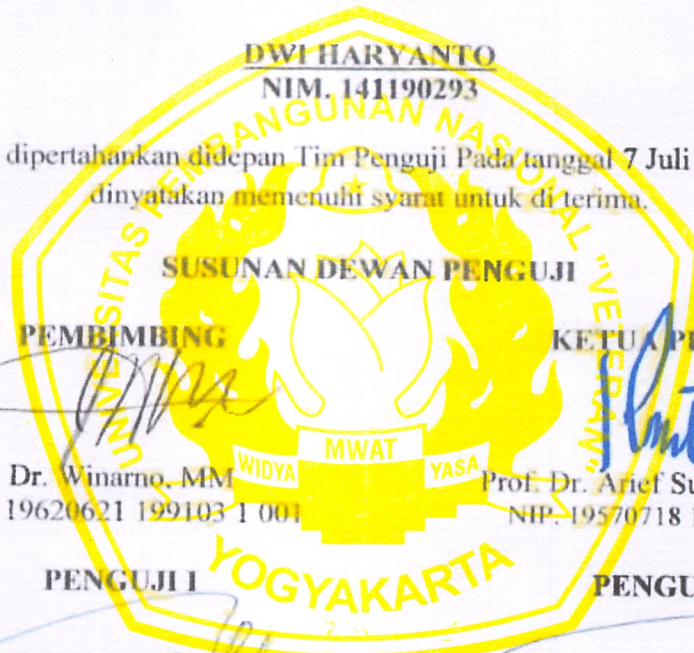 DWI HARYANTO
NIM. 141190293
dipertahankan didepan Tim Penguji Pada tanggal 7 Juli
dinyatakan memenuhi syarat untuk di terima.
SUSUNAN DEWAN PENGUJI
PEMBIMBING
KETUA
Dr. Winarno, MM
Prof. Dr. Arief
19620621 199103 1 001
NIP. 19570718
PENGUJI I
UNIVERSITAS PEMBANGUNAN NASIONAL "VETERAN"
WIDYA MWAT YASA
YOGYAKARTA